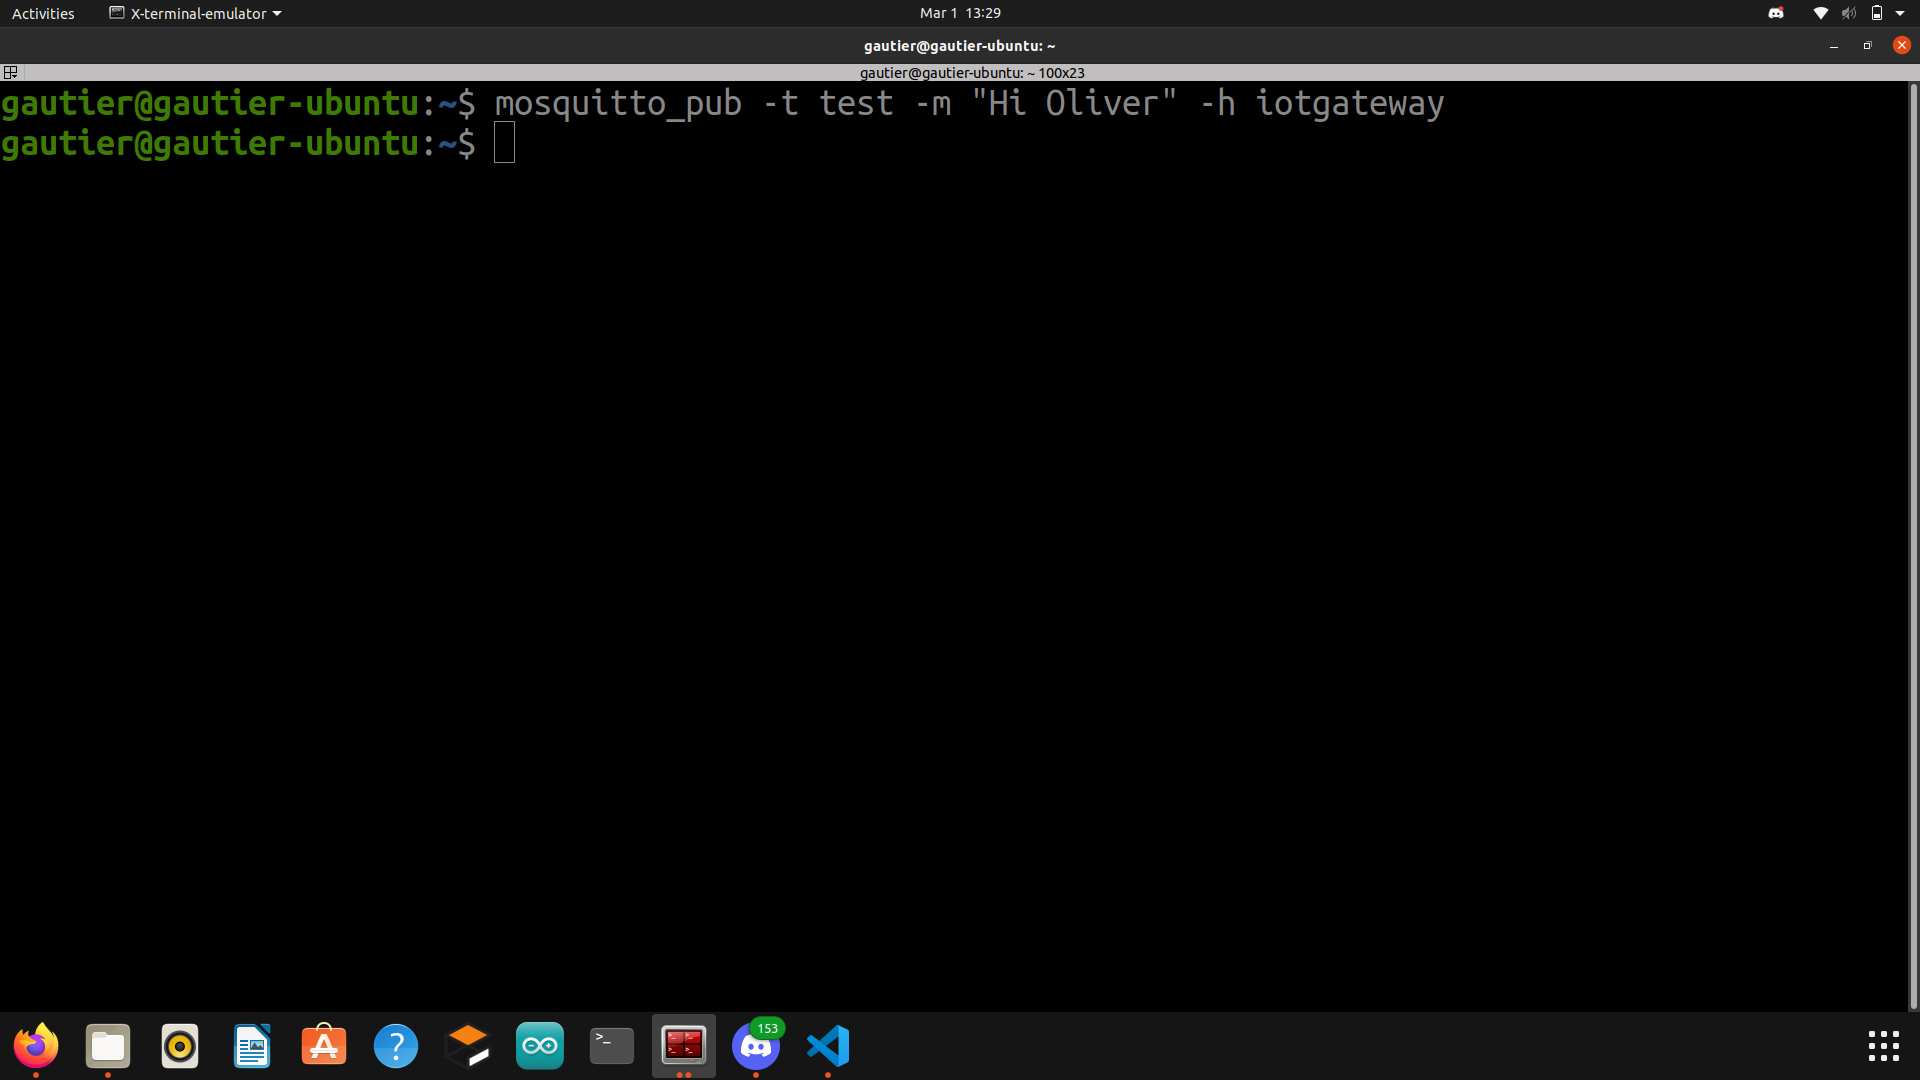 Activities X-terminal-emulator Mar 1 13:29
gautier@gautier-ubuntu: ~
gautier@gautier-ubuntu: ~ 100x23
gautier@gautier-ubuntu:~$ mosquitto_pub -t test -m "Hi Oliver" -h iotgateway
gautier@gautier-ubuntu:~$
>_
153